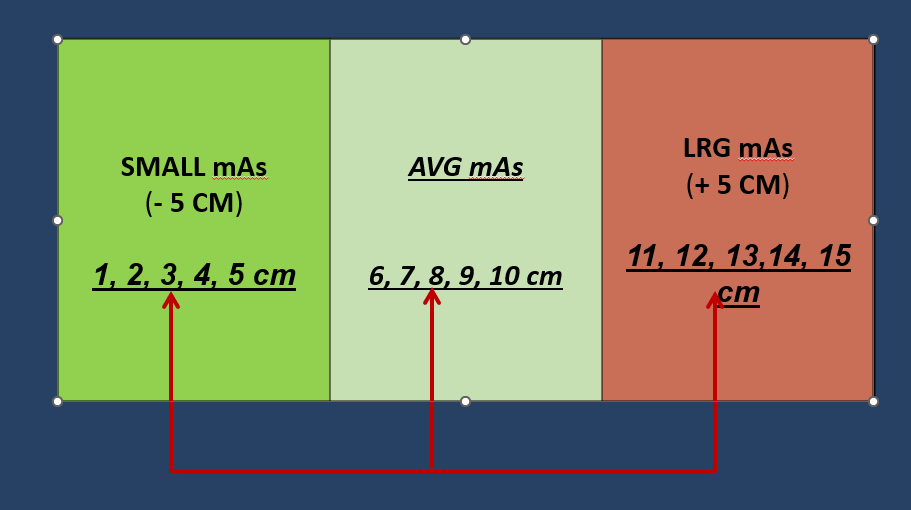 SMALL mAs
(- 5 CM)
1, 2, 3, 4, 5 cm
AVG mAs
6, 7, 8, 9, 10 cm
LRG mAs
(+ 5 CM)
11, 12, 13,14, 15
cm